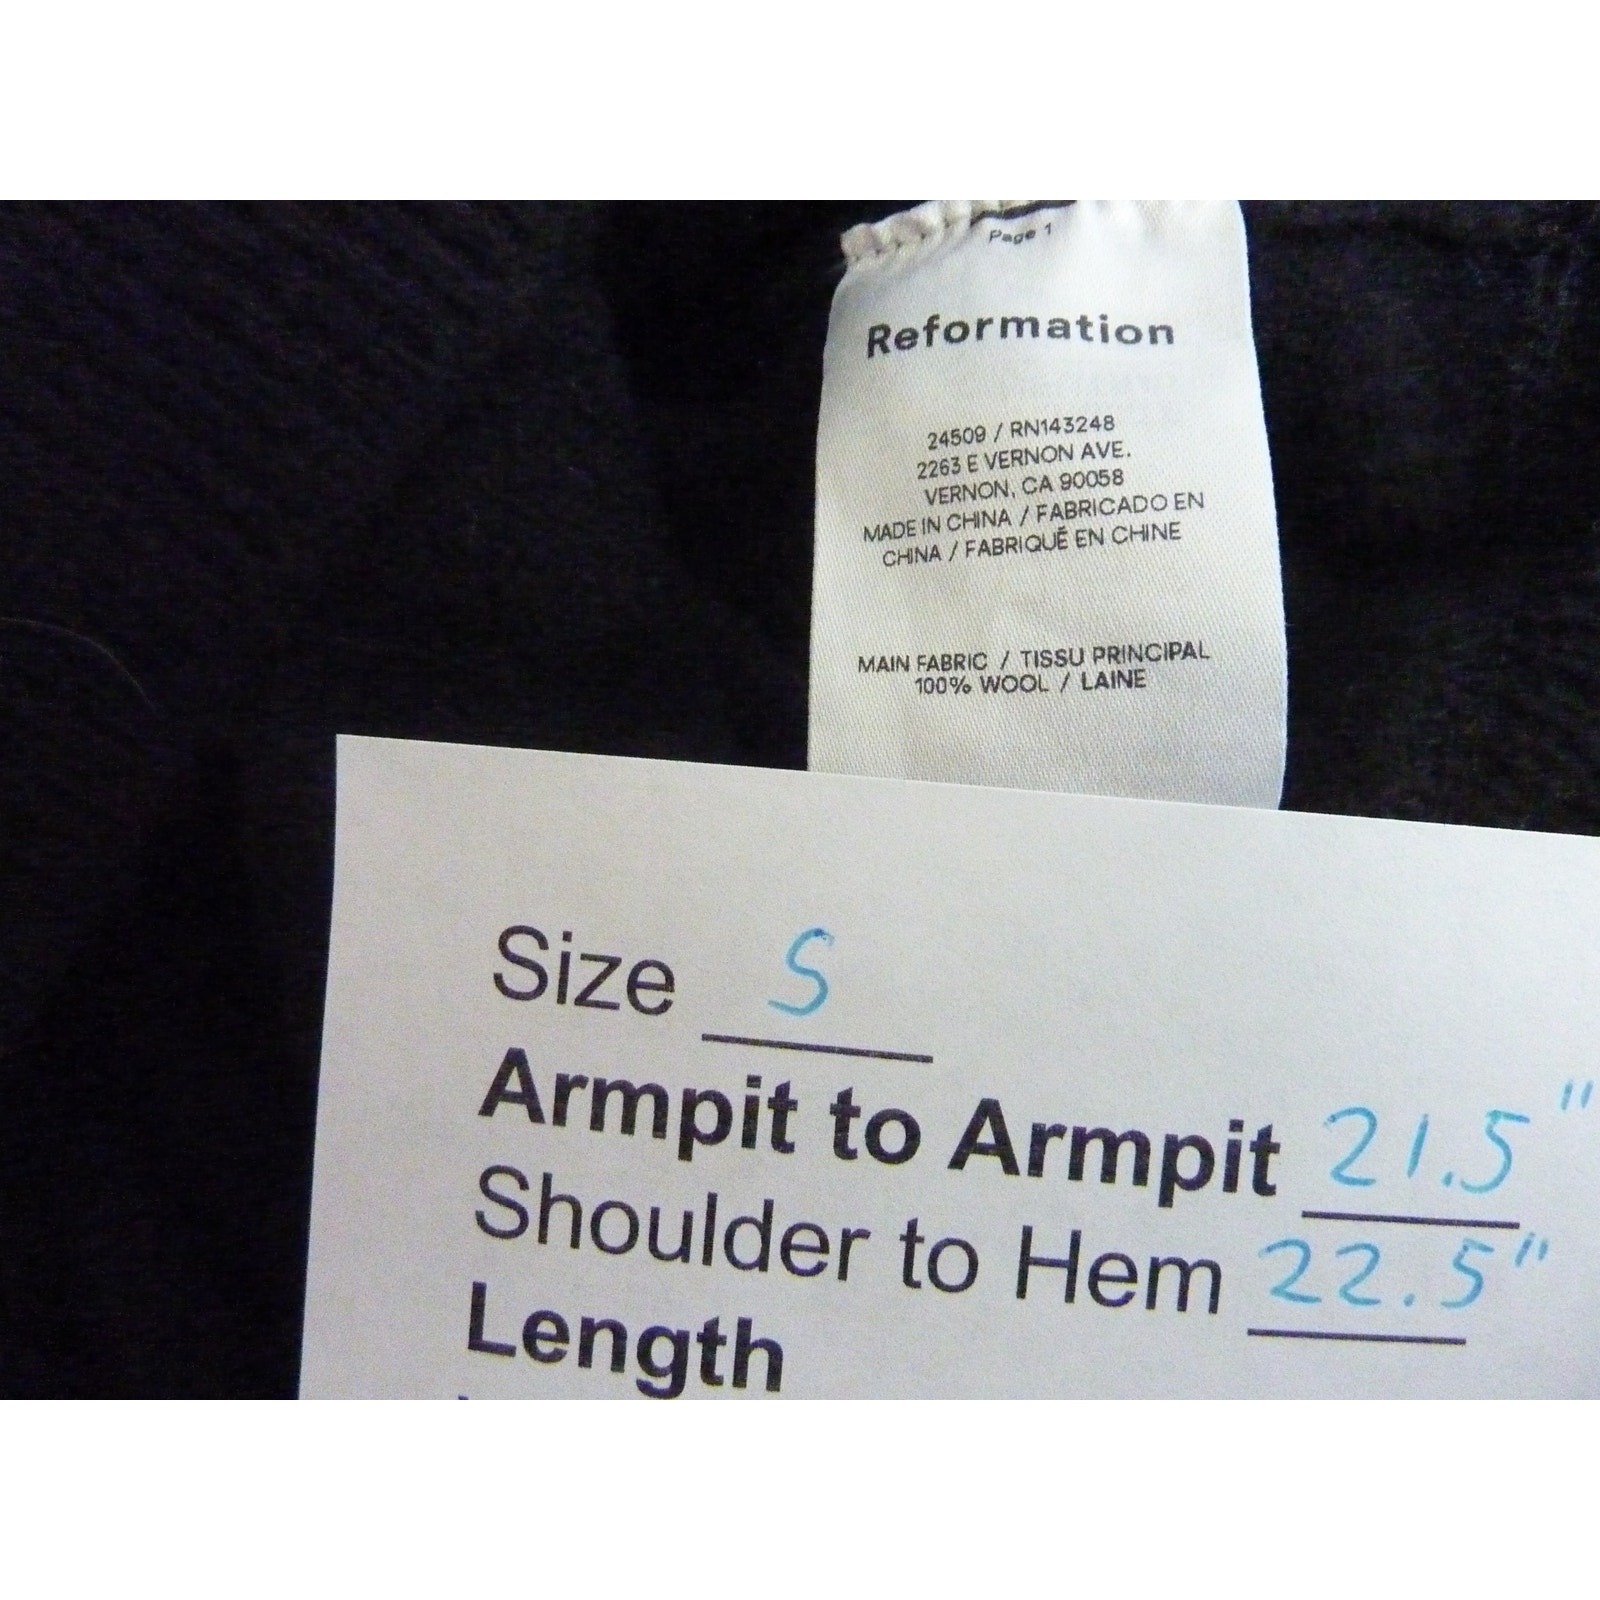 Page 1
Reformation
24509 / RN143248
2263 E VERNON AVE.
VERNON, CA 90058
MADE IN CHINA / FABRICADO EN
CHINA / FABRIQUÉ EN CHINE
MAIN FABRIC / TISSU PRINCIPAL
100% WOOL / LAINE
Size S
Armpit to Armpit 21.5"
Shoulder to Hem 22.5"
Length